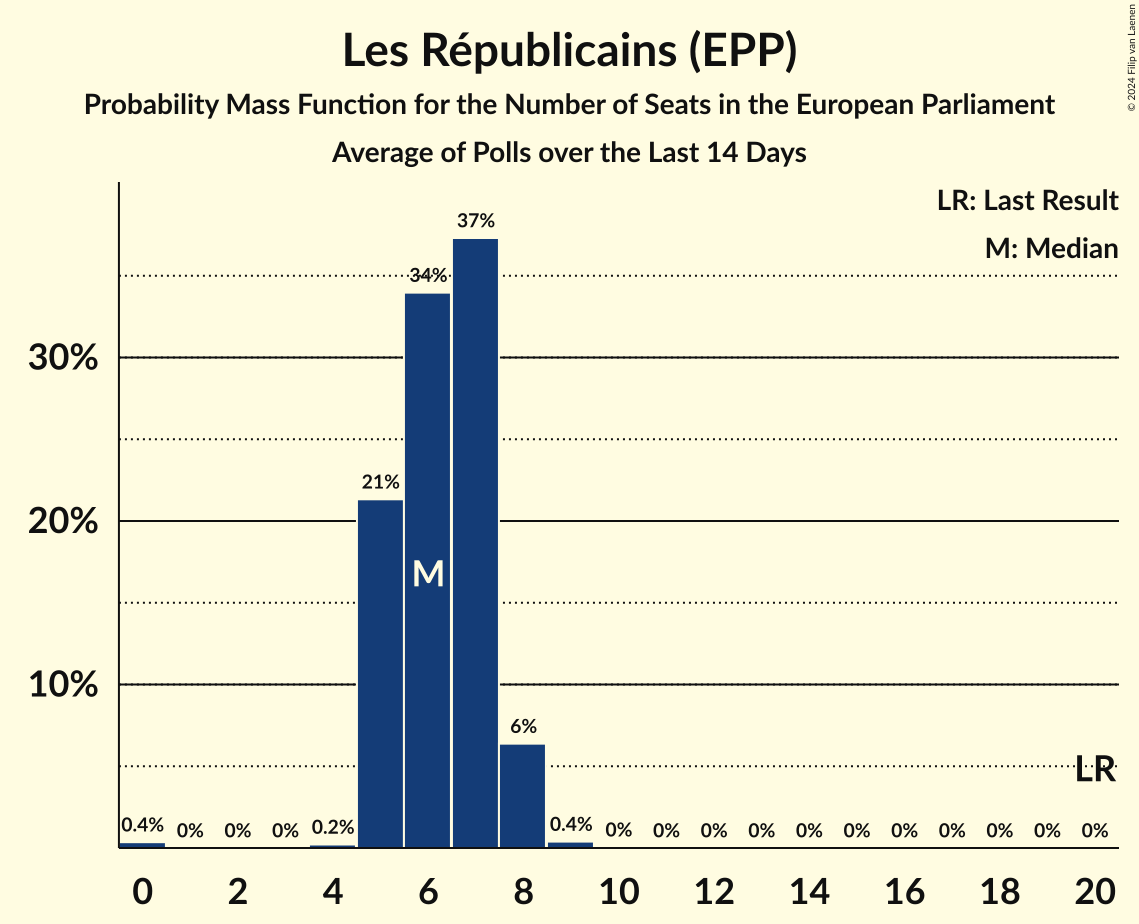 Les Républicains (EPP)
Probability Mass Function for the Number of Seats in the European Parliament
Average of Polls over the Last 14 Days
© 2024 Filip van Laenen
LR: Last Result
M: Median
37%
34%
30%
21%
20%
M
10%
6%
LR
0.4% 0% 0% 0% 0.2% 0.4% 0% 0% 0% 0% 0% 0% 0% 0% 0% 0% 0%
0 2 4 6 8 10 12 14 16 18 20